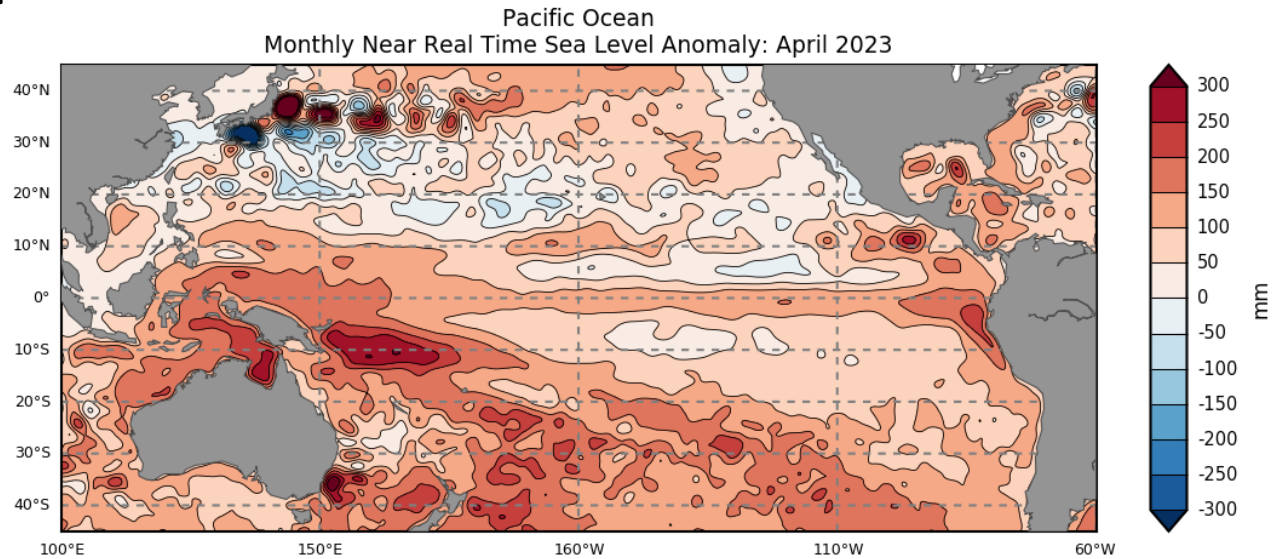 Pacific Ocean
Monthly Near Real Time Sea Level Anomaly: April 2023
40°N
30°N
20°N
10°N
0°
10°S
20°S
30°S
40°S
100°E 150°E 160°W 110°W 60°W
300
250
200
150
100
50
0
-50
-100
-150
-200
-250
-300
mm